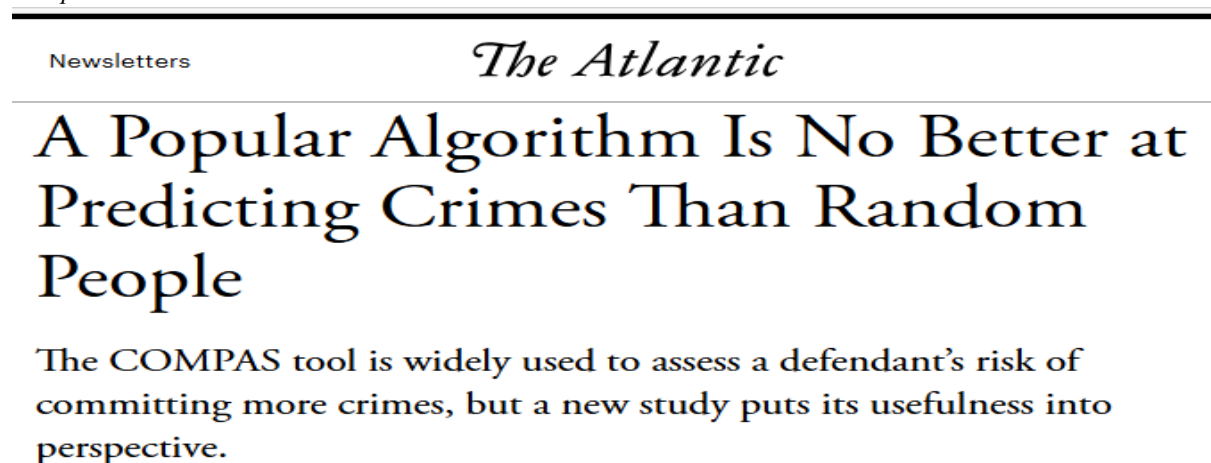 Newsletters
The Atlantic
A Popular Algorithm Is No Better at
Predicting Crimes Than Random
People
The COMPAS tool is widely used to assess a defendant’s risk of
committing more crimes, but a new study puts its usefulness into
perspective.